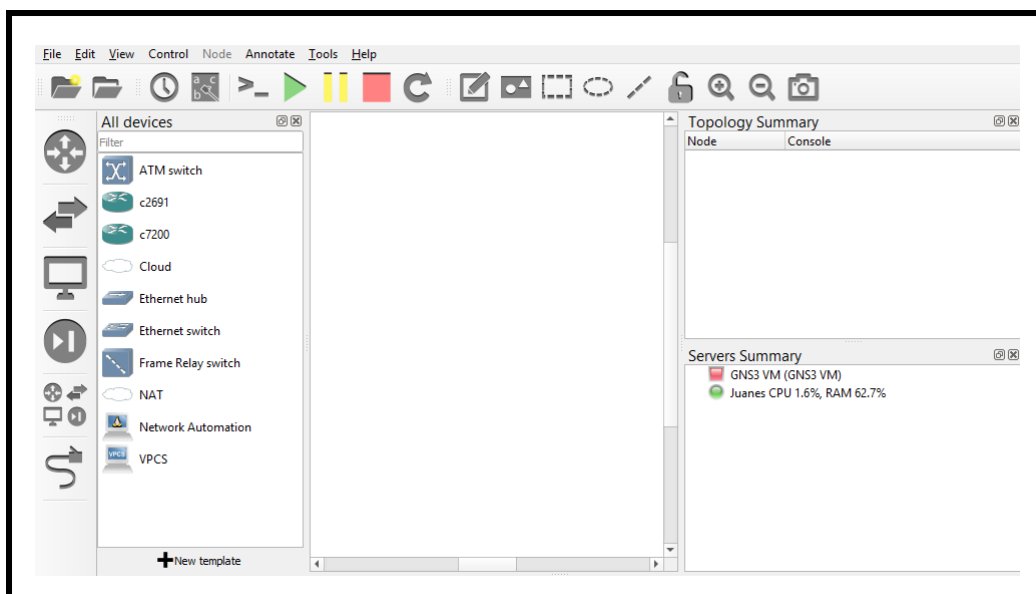 File Edit View Control Node Annotate Tools Help
All devices
Filter
ATM switch
c2691
c7200
Cloud
Ethernet hub
Ethernet switch
Frame Relay switch
NAT
Network Automation
VPCS
VPCS
New template
Topology Summary
Node Console
Servers Summary
GNS3 VM (GNS3 VM)
Juanes CPU 1.6%, RAM 62.7%